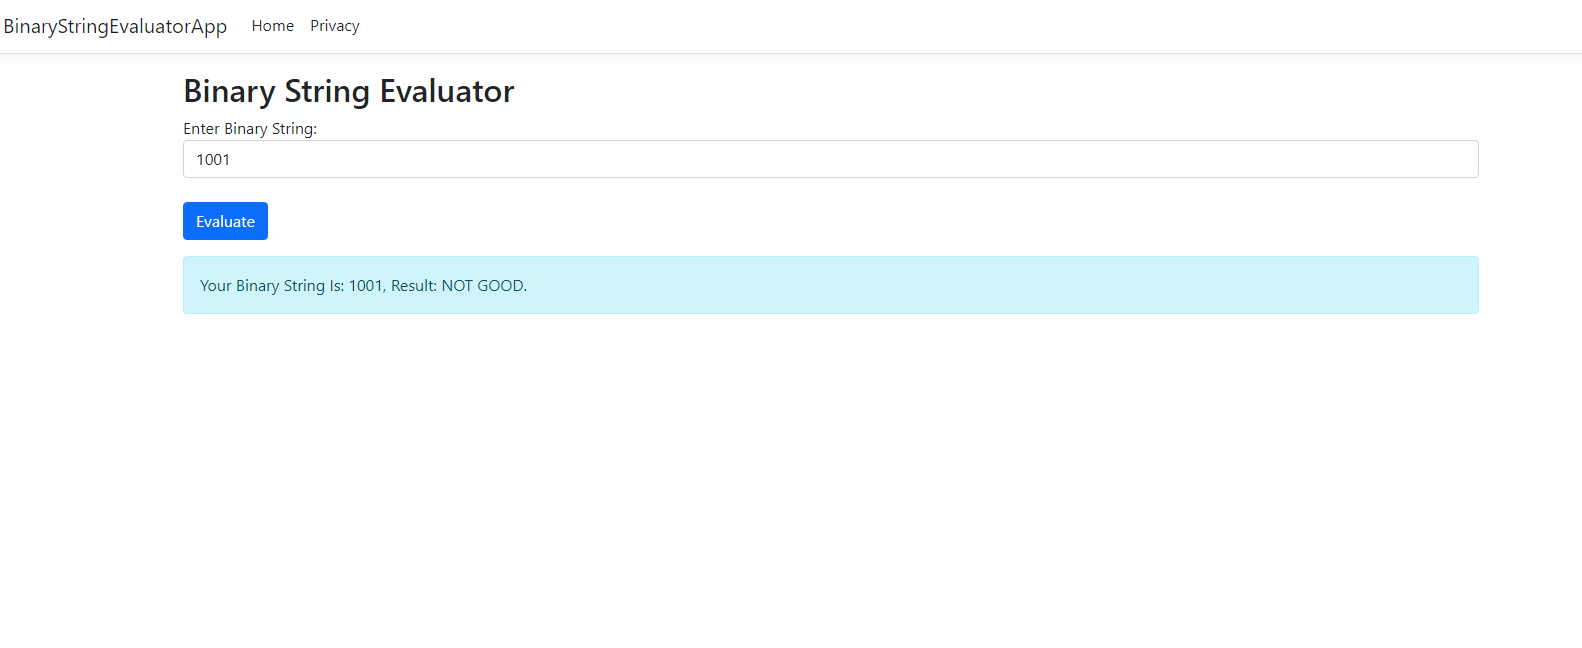 BinaryStringEvaluatorApp Home Privacy
Binary String Evaluator
Enter Binary String:
1001
Evaluate
Your Binary String Is: 1001, Result: NOT GOOD.